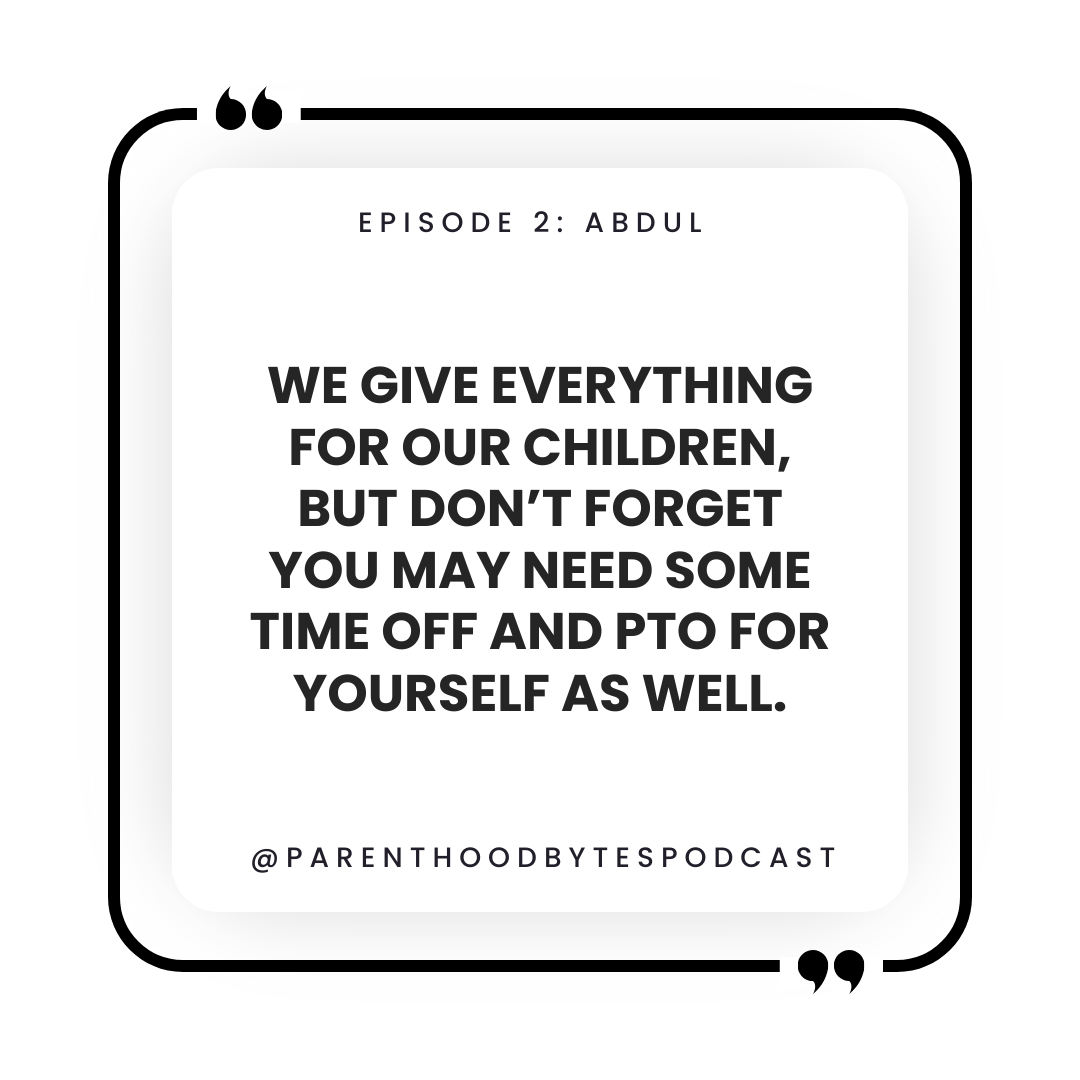 “
EPISODE 2: ABDUL
WE GIVE EVERYTHING
FOR OUR CHILDREN,
BUT DON’T FORGET
YOU MAY NEED SOME
TIME OFF AND PTO FOR
YOURSELF AS WELL.
@PARENTHOODBYTESPODCAST
”